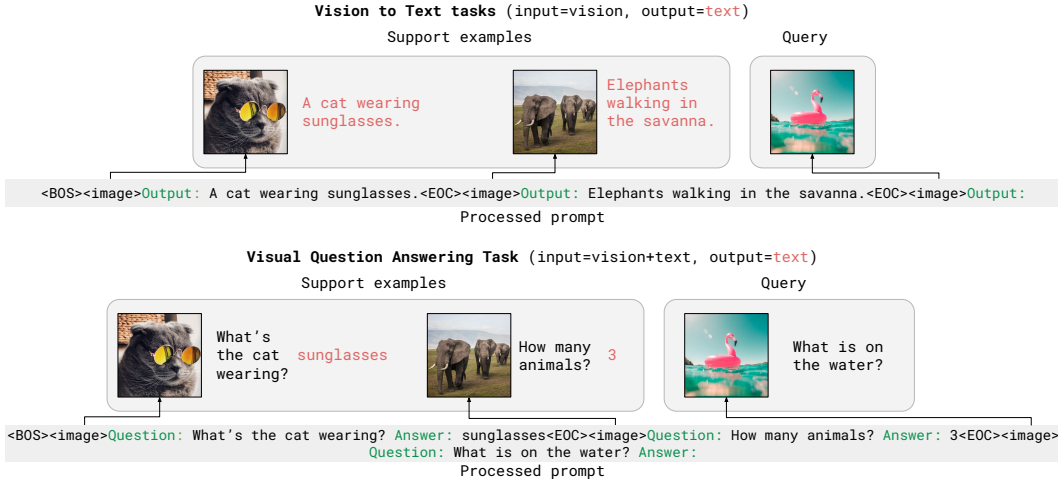 Vision to Text tasks (input=vision, output=text)
Support examples
Query
A cat wearing
sunglasses.
Elephants
walking in
the savanna.
<BOS><image>Output: A cat wearing sunglasses.<EOC><image>Output: Elephants walking in the savanna.<EOC><image>Output:
Processed prompt
Visual Question Answering Task (input=vision+text, output=text)
Support examples
Query
What's
the cat
wearing?
sunglasses
How many
animals?
3
What is on
the water?
<BOS><image>Question: What's the cat wearing? Answer: sunglasses<EOC><image>Question: How many animals? Answer: 3<EOC><image>
Question: What is on the water? Answer:
Processed prompt